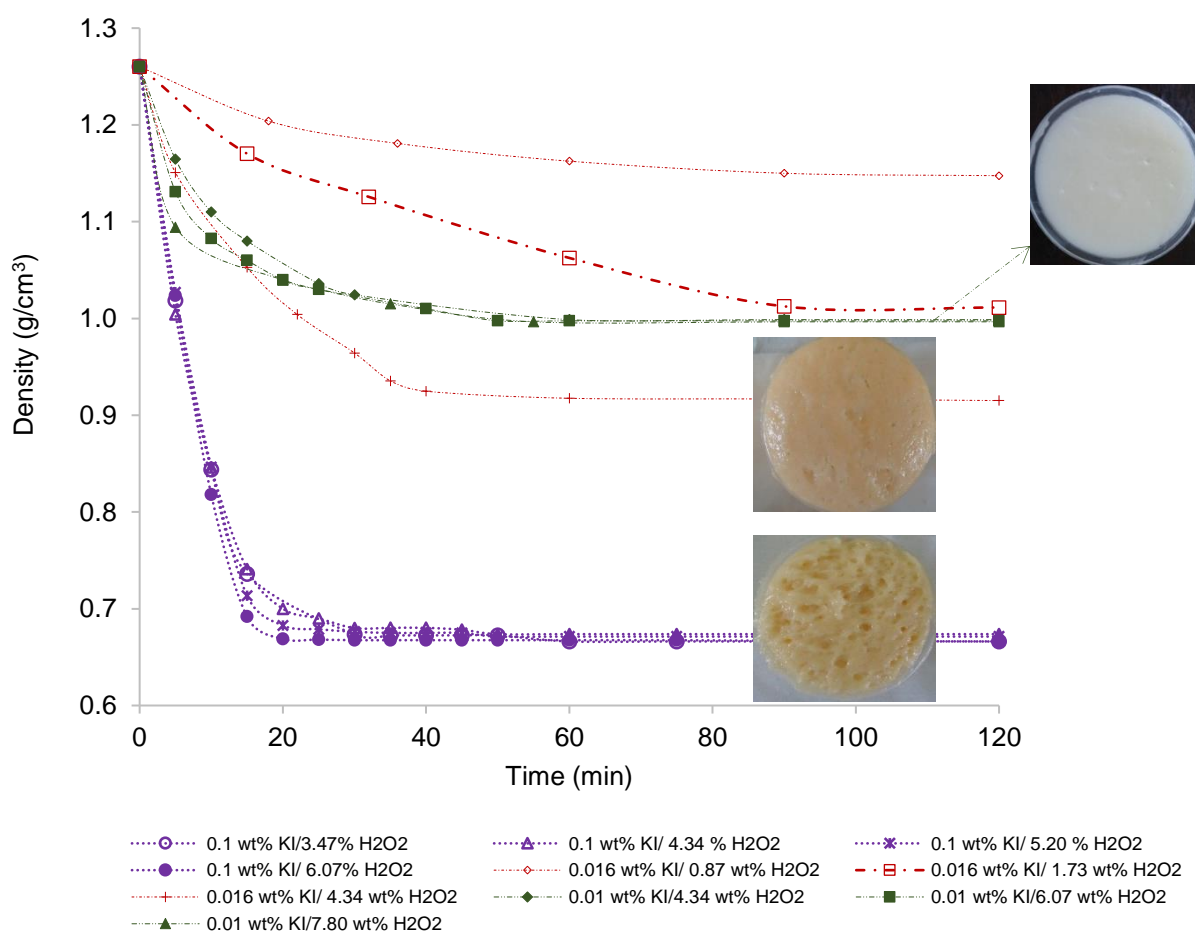 1.3
1.2
1.1
1.0
0.9
0.8
0.7
0.6
Density (g/cm³)
0 20 40 60 80 100 120
Time (min)
0.1 wt% KI/3.47% H2O2 0.1 wt% KI/ 4.34 % H2O2 0.1 wt% KI/ 5.20 % H2O2
0.1 wt% KI/ 6.07% H2O2 0.016 wt% KI/ 0.87 wt% H2O2 0.016 wt% KI/ 1.73 wt% H2O2
0.016 wt% KI/ 4.34 wt% H2O2 0.01 wt% KI/4.34 wt% H2O2 0.01 wt% KI/6.07 wt% H2O2
0.01 wt% KI/7.80 wt% H2O2